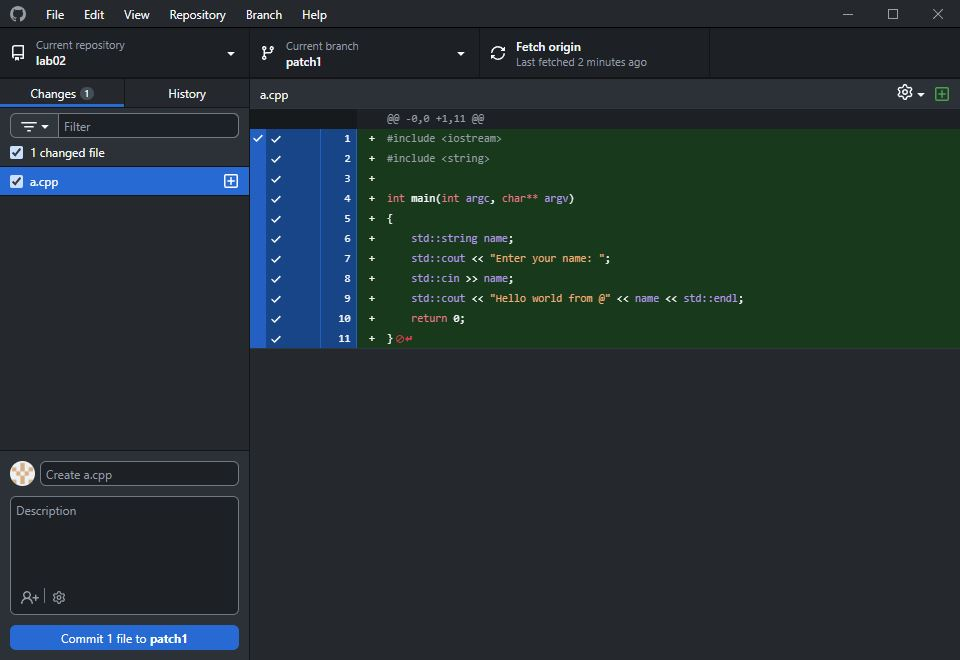 File Edit View Repository Branch Help
Current repository
lab02
Current branch
patch1
Fetch origin
Last fetched 2 minutes ago
Changes 1
History
a.cpp
Filter
1 changed file
a.cpp
@@ -0,0 +1,11 @@
1 + #include <iostream>
2 + #include <string>
3 +
4 + int main(int argc, char** argv)
5 + {
6 + std::string name;
7 + std::cout << "Enter your name: ";
8 + std::cin >> name;
9 + std::cout << "Hello world from @" << name << std::endl;
10 + return 0;
11 + }
Create a.cpp
Description
Commit 1 file to patch1